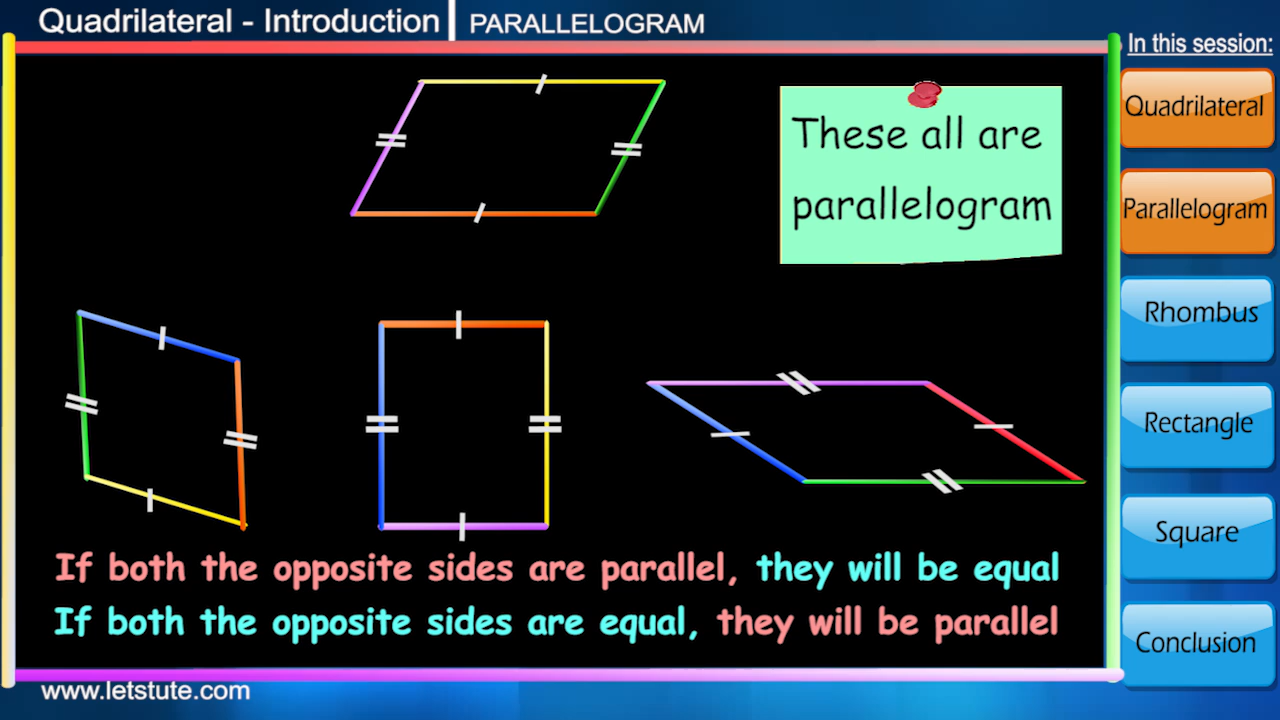 Quadrilateral - Introduction | PARALLELOGRAM
In this session:
Quadrilateral
These all are
parallelogram
Parallelogram
Rhombus
Rectangle
Square
If both the opposite sides are parallel, they will be equal
If both the opposite sides are equal, they will be parallel
Conclusion
www.letstute.com